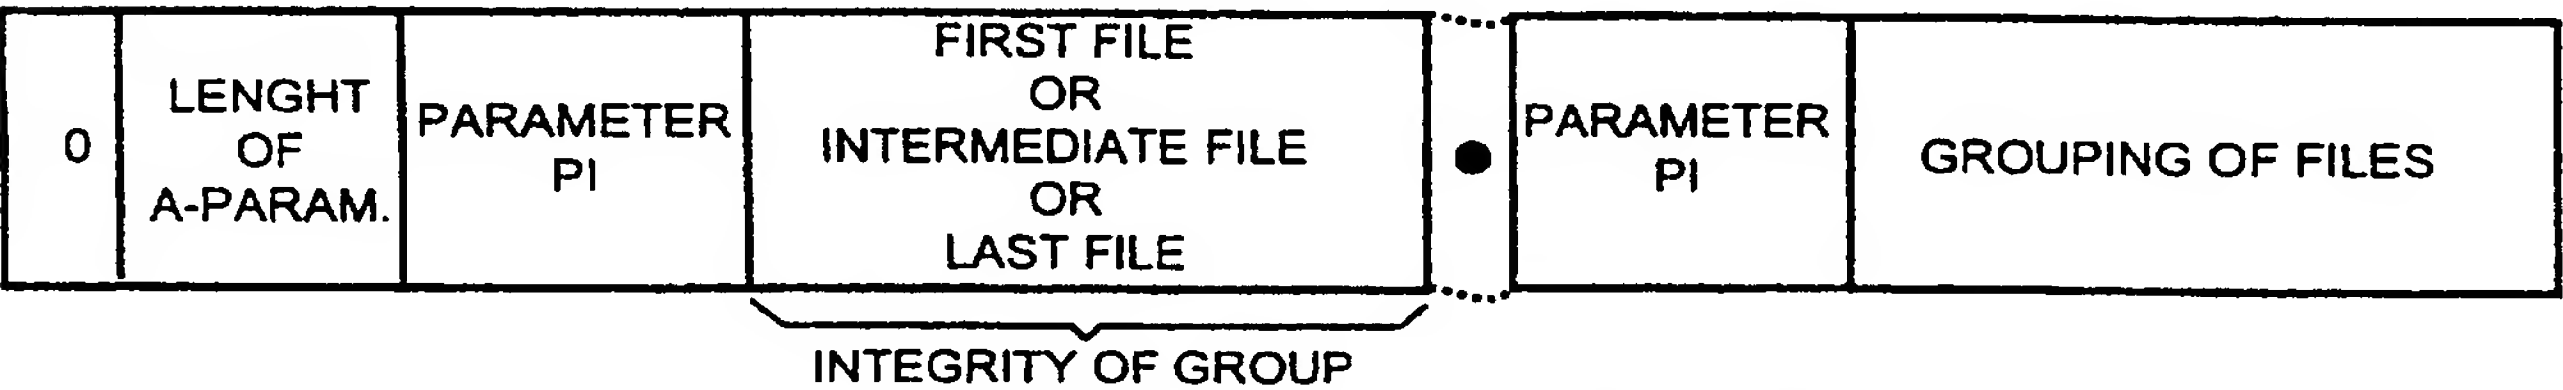 0
LENGHT
OF
A-PARAM.
PARAMETER
PI
FIRST FILE
OR
INTERMEDIATE FILE
OR
LAST FILE
PARAMETER
PI
GROUPING OF FILES
INTEGRITY OF GROUP